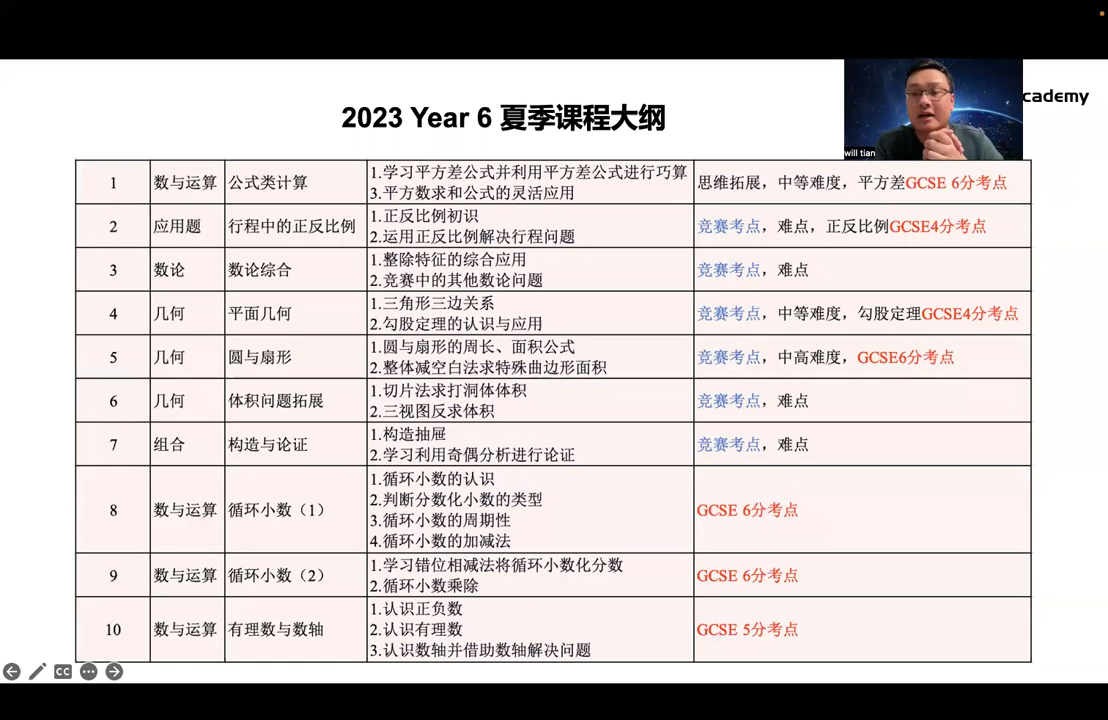 cademy
2023 Year 6 夏季课程大纲
will tian
1 数与运算 公式类计算 1.学习平方差公式并利用平方差公式进行巧算 思维拓展，中等难度，平方差GCSE 6分考点
3.平方数求和公式的灵活应用
2 应用题 行程中的正反比例 1.正反比例初识 竞赛考点，难点，正反比例GCSE4分考点
2.运用正反比例解决行程问题
3 数论 数论综合 1.整除特征的综合应用 竞赛考点，难点
2.竞赛中的其他数论问题
4 几何 平面几何 1.三角形三边关系 竞赛考点，中等难度，勾股定理GCSE4分考点
2.勾股定理的认识与应用
5 几何 圆与扇形 1.圆与扇形的周长、面积公式 竞赛考点，中高难度，GCSE6分考点
2.整体减空白法求特殊曲边形面积
6 几何 体积问题拓展 1.切片法求打洞体体积 竞赛考点，难点
2.三视图反求体积
7 组合 构造与论证 1.构造抽屉 竞赛考点，难点
2.学习利用奇偶分析进行论证
8 数与运算 循环小数（1） 1.循环小数的认识 GCSE 6分考点
2.判断分数化小数的类型
3.循环小数的周期性
4.循环小数的加减法
9 数与运算 循环小数（2） 1.学习错位相减法将循环小数化分数 GCSE 6分考点
2.循环小数乘除
10 数与运算 有理数与数轴 1.认识正负数 GCSE 5分考点
2.认识有理数
3.认识数轴并借助数轴解决问题
CC